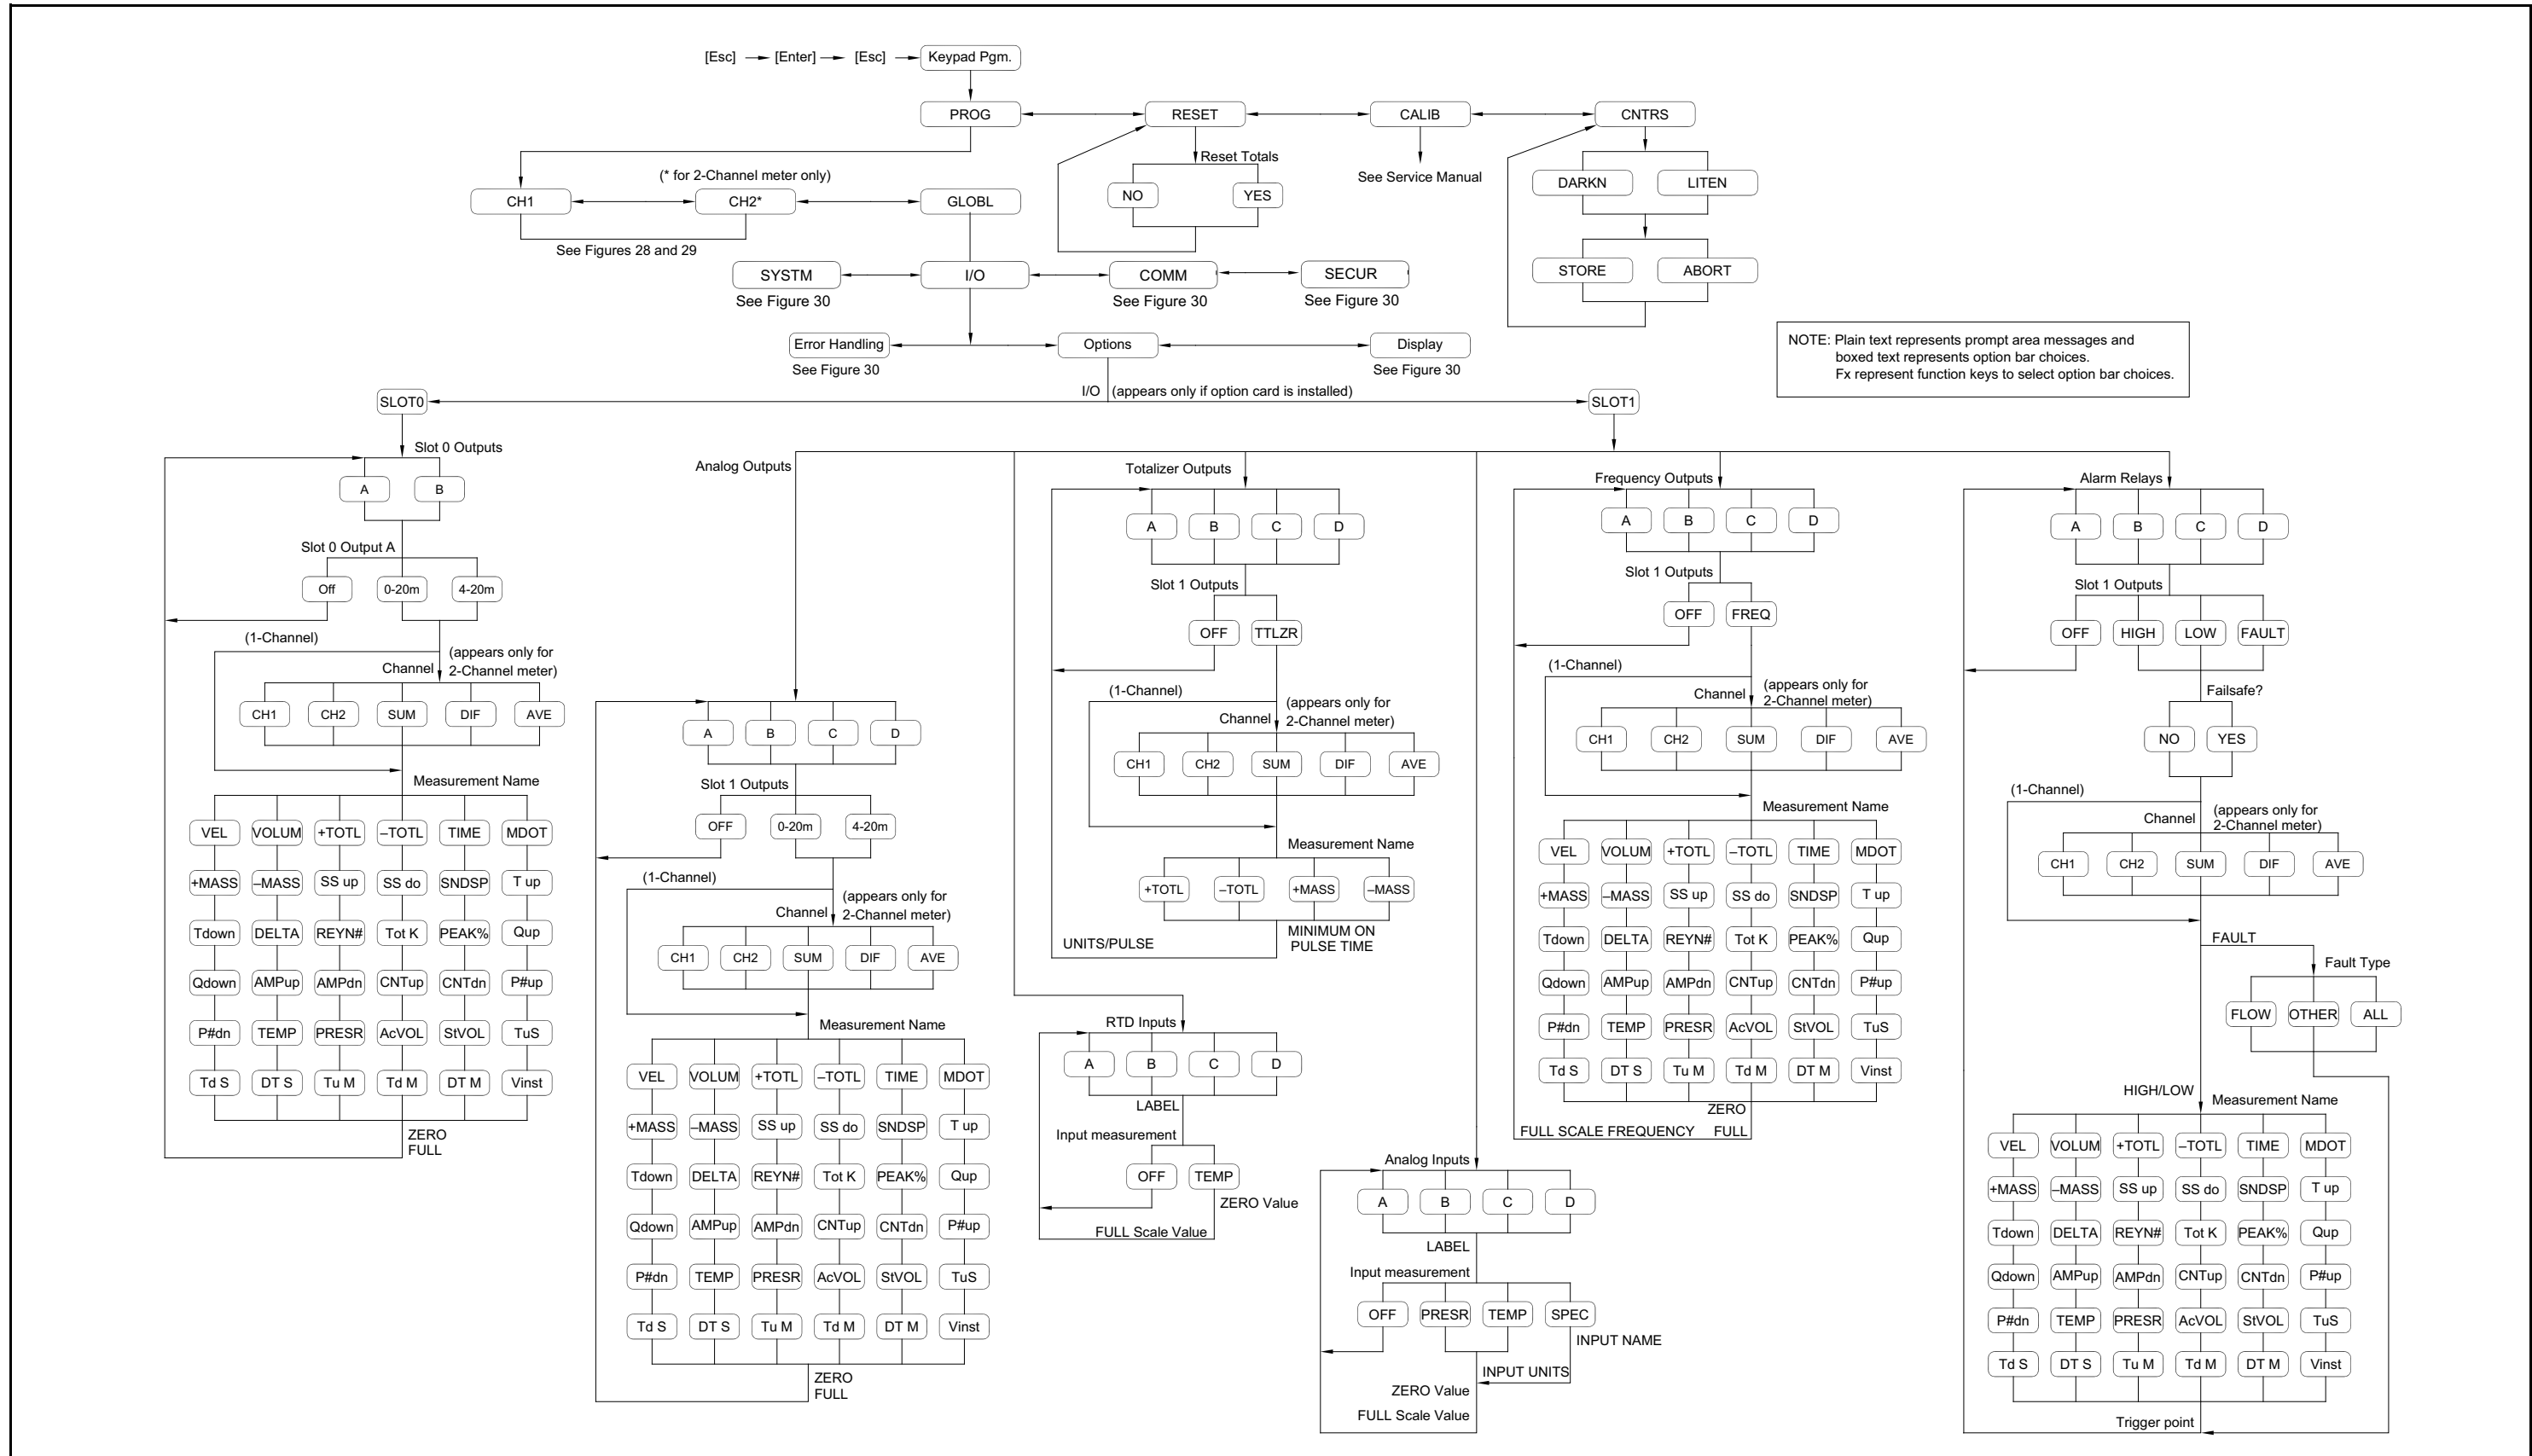 [Esc] [Enter] [Esc] Keypad Pgm.
PROG RESET CALIB CNTRS
Reset Totals
NO YES
See Service Manual
DARKN LITEN
STORE ABORT
(* for 2-Channel meter only)
CH1 CH2* GLOBL
See Figures 28 and 29
SYSTM I/O COMM SECUR
See Figure 30 See Figure 30 See Figure 30
Error Handling Options Display
See Figure 30 See Figure 30
NOTE: Plain text represents prompt area messages and
boxed text represents option bar choices.
Fx represent function keys to select option bar choices.
I/O (appears only if option card is installed)
SLOT0 SLOT1
Slot 0 Outputs
A B
Slot 0 Output A
Off 0-20m 4-20m
(1-Channel)
Channel
(appears only for
2-Channel meter)
CH1 CH2 SUM DIF AVE
Measurement Name
VEL VOLUM +TOTL –TOTL TIME MDOT
+MASS –MASS SS up SS do SNDSP T up
Tdown DELTA REYN# Tot K PEAK% Qup
Qdown AMPup AMPdn CNTup CNTdn P#up
P#dn TEMP PRESR AcVOL StVOL TuS
Td S DT S Tu M Td M DT M Vinst
ZERO
FULL
Analog Outputs
A B C D
Slot 1 Outputs
OFF 0-20m 4-20m
(1-Channel)
Channel
(appears only for
2-Channel meter)
CH1 CH2 SUM DIF AVE
Measurement Name
VEL VOLUM +TOTL –TOTL TIME MDOT
+MASS –MASS SS up SS do SNDSP T up
Tdown DELTA REYN# Tot K PEAK% Qup
Qdown AMPup AMPdn CNTup CNTdn P#up
P#dn TEMP PRESR AcVOL StVOL TuS
Td S DT S Tu M Td M DT M Vinst
ZERO
FULL
Totalizer Outputs
A B C D
Slot 1 Outputs
OFF TTLZR
(1-Channel)
Channel
(appears only for
2-Channel meter)
CH1 CH2 SUM DIF AVE
Measurement Name
+TOTL –TOTL +MASS –MASS
UNITS/PULSE
MINIMUM ON
PULSE TIME
RTD Inputs
A B C D
LABEL
Input measurement
OFF TEMP
ZERO Value
FULL Scale Value
Analog Inputs
A B C D
LABEL
Input measurement
OFF PRESR TEMP SPEC
INPUT NAME
INPUT UNITS
ZERO Value
FULL Scale Value
Frequency Outputs
A B C D
Slot 1 Outputs
OFF FREQ
(1-Channel)
Channel
(appears only for
2-Channel meter)
CH1 CH2 SUM DIF AVE
Measurement Name
VEL VOLUM +TOTL –TOTL TIME MDOT
+MASS –MASS SS up SS do SNDSP T up
Tdown DELTA REYN# Tot K PEAK% Qup
Qdown AMPup AMPdn CNTup CNTdn P#up
P#dn TEMP PRESR AcVOL StVOL TuS
Td S DT S Tu M Td M DT M Vinst
ZERO
FULL SCALE FREQUENCY FULL
Alarm Relays
A B C D
Slot 1 Outputs
OFF HIGH LOW FAULT
Failsafe?
NO YES
(1-Channel)
Channel
(appears only for
2-Channel meter)
CH1 CH2 SUM DIF AVE
FAULT
Fault Type
FLOW OTHER ALL
HIGH/LOW
Measurement Name
VEL VOLUM +TOTL –TOTL TIME MDOT
+MASS –MASS SS up SS do SNDSP T up
Tdown DELTA REYN# Tot K PEAK% Qup
Qdown AMPup AMPdn CNTup CNTdn P#up
P#dn TEMP PRESR AcVOL StVOL TuS
Td S DT S Tu M Td M DT M Vinst
Trigger point